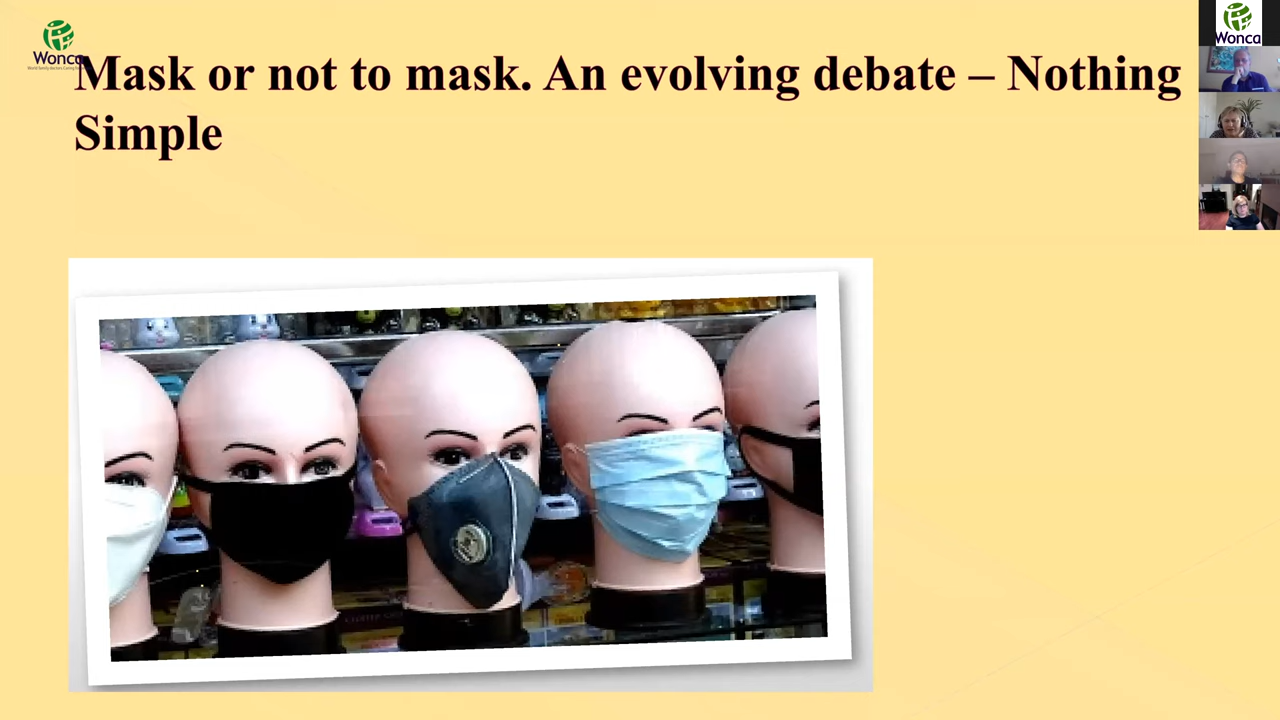 Wonca
Mask or not to mask. An evolving debate – Nothing
Simple
Wonca